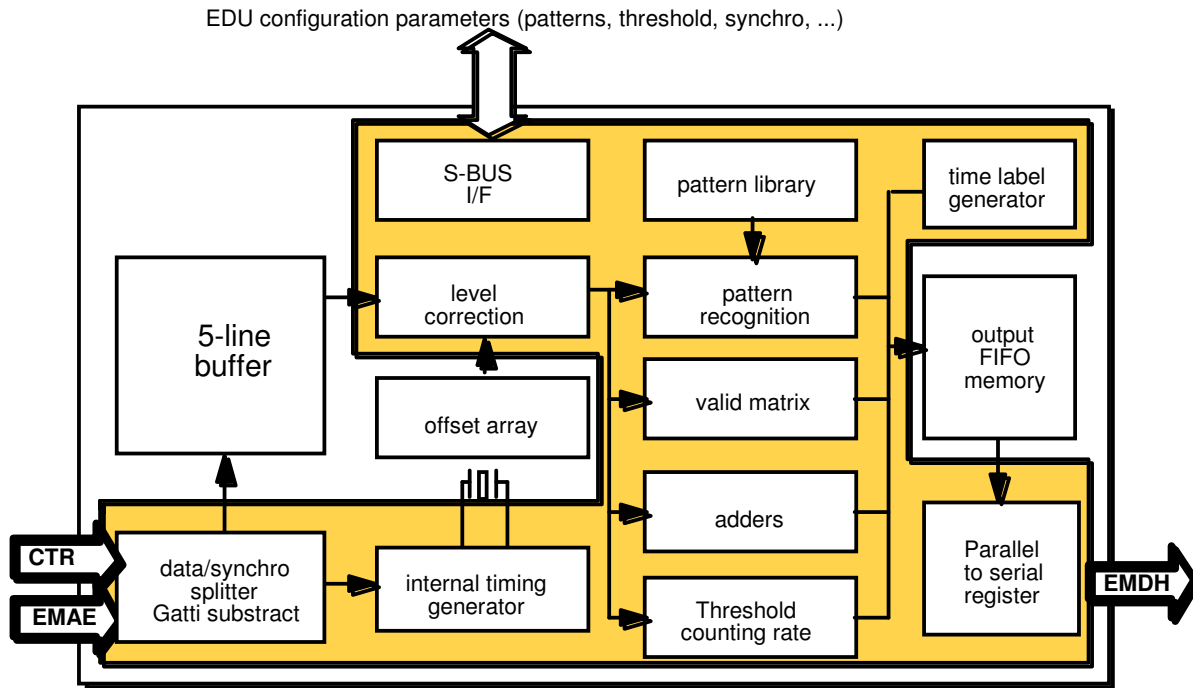 EDU configuration parameters (patterns, threshold, synchro, ...)
S-BUS
I/F
pattern library
time label
generator
5-line
buffer
level
correction
pattern
recognition
output
FIFO
memory
offset array
valid matrix
adders
CTR
EMAE
data/synchro
splitter
Gatti substract
internal timing
generator
Threshold
counting rate
Parallel
to serial
register
EMDH